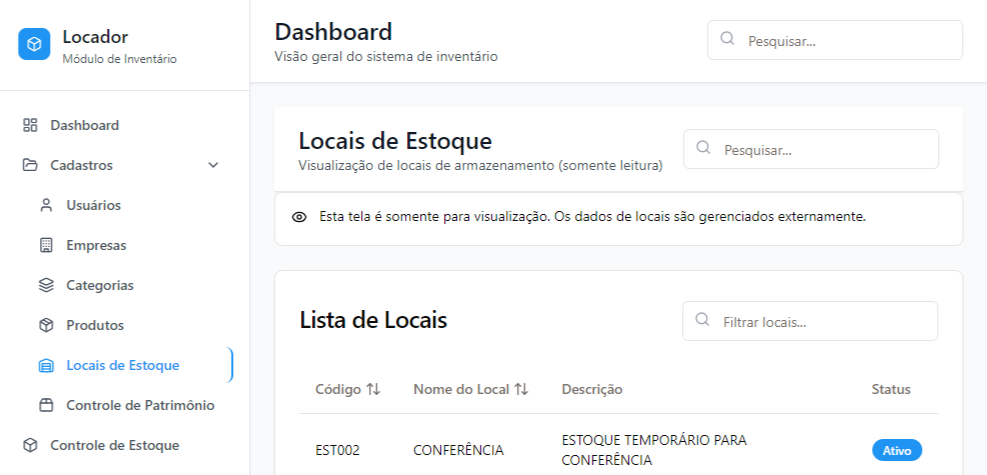 Locador
Módulo de Inventário
Dashboard
Cadastros
Usuários
Empresas
Categorias
Produtos
Locais de Estoque
Controle de Patrimônio
Controle de Estoque
Dashboard
Visão geral do sistema de inventário
Pesquisar...
Locais de Estoque
Visualização de locais de armazenamento (somente leitura)
Pesquisar...
Esta tela é somente para visualização. Os dados de locais são gerenciados externamente.
Lista de Locais
Filtrar locais...
Código Nome do Local Descrição Status
EST002 CONFERÊNCIA ESTOQUE TEMPORÁRIO PARA
CONFERÊNCIA
Ativo